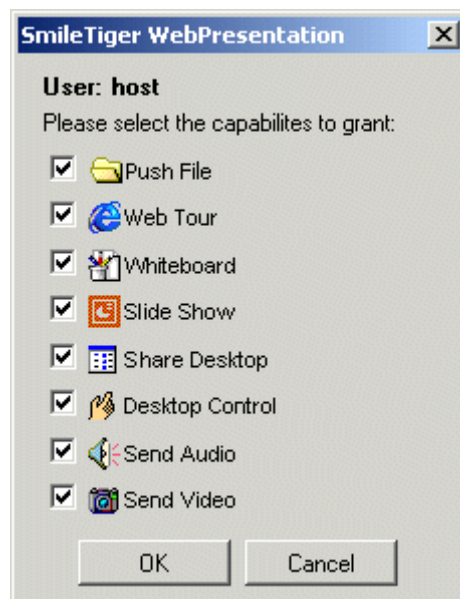 SmileTiger WebPresentation
User: host
Please select the capabilites to grant:
Push File
Web Tour
Whiteboard
Slide Show
Share Desktop
Desktop Control
Send Audio
Send Video
OK Cancel